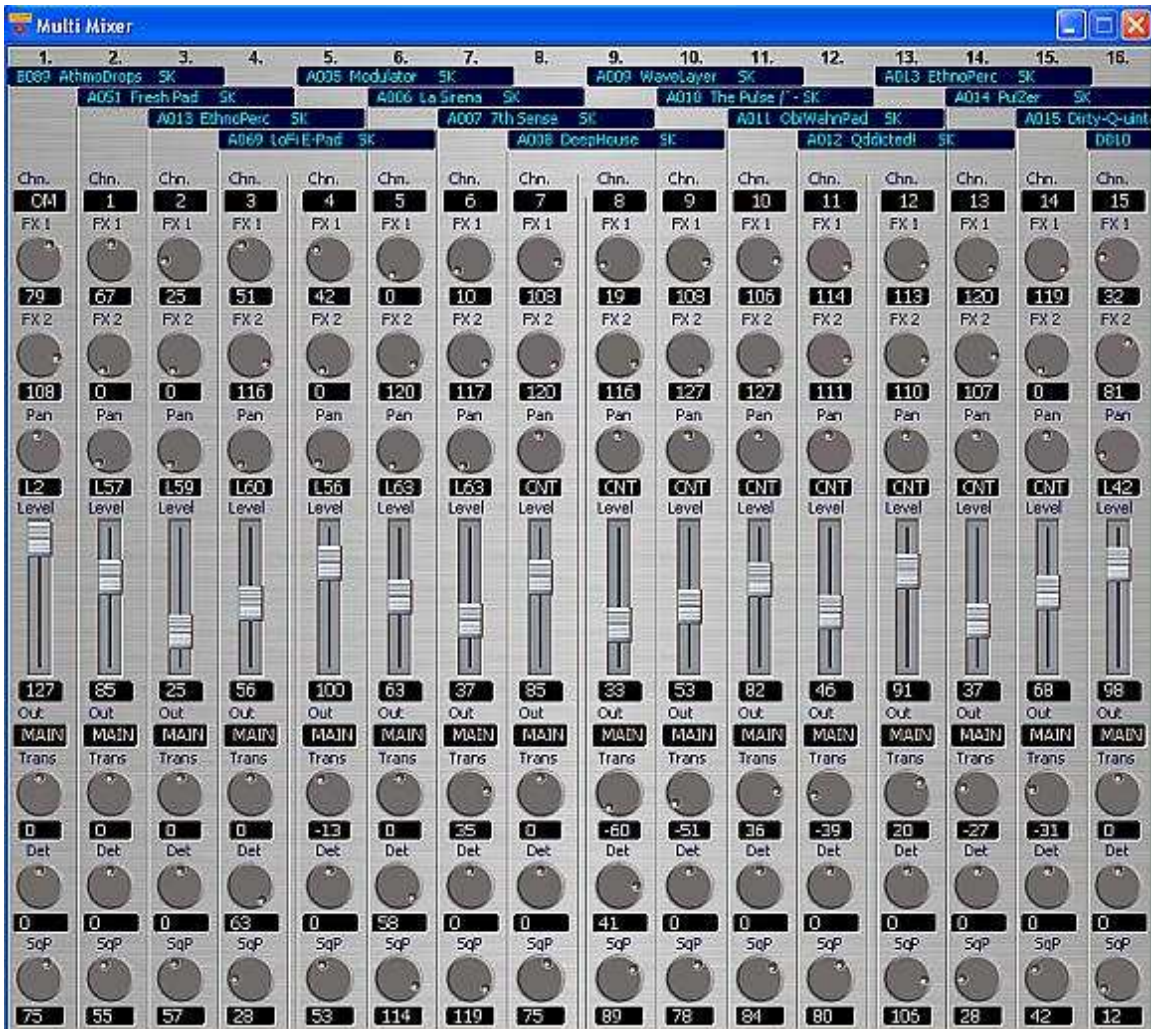 Multi Mixer
1. 2. 3. 4. 5. 6. 7. 8. 9. 10. 11. 12. 13. 14. 15. 16.
B089 AthmoDrops SK A005 Modulator SK A009 WaveLayer SK A013 EthnoPerc SK
A051 Fresh Pad SK A006 La Sirena SK A010 The Pulse /¨- SK A014 PulZer SK
A013 EthnoPerc SK A007 7th Sense SK A011 ObiWahnPad SK A015 Dirty-Q-uint
A069 LoFi E-Pad SK A008 DeepHouse SK A012 Qddicted! SK
Chn. Chn. Chn. Chn. Chn. Chn. Chn. Chn. Chn. Chn. Chn. Chn. Chn. Chn. Chn. Chn.
OM 1 2 3 4 5 6 7 8 9 10 11 12 13 14 15
FX 1 FX 1 FX 1 FX 1 FX 1 FX 1 FX 1 FX 1 FX 1 FX 1 FX 1 FX 1 FX 1 FX 1 FX 1 FX 1
79 67 25 51 42 0 10 108 19 108 106 114 113 120 119 32
FX 2 FX 2 FX 2 FX 2 FX 2 FX 2 FX 2 FX 2 FX 2 FX 2 FX 2 FX 2 FX 2 FX 2 FX 2 FX 2
108 0 0 116 0 120 117 120 116 127 127 111 110 107 0 81
Pan Pan Pan Pan Pan Pan Pan Pan Pan Pan Pan Pan Pan Pan Pan Pan
L2 L57 L59 L60 L56 L63 L63 CNT CNT CNT CNT CNT CNT CNT CNT L42
Level Level Level Level Level Level Level Level Level Level Level Level Level Level Level Level
127 85 25 56 100 63 37 85 33 53 82 46 91 37 68 98
Out Out Out Out Out Out Out Out Out Out Out Out Out Out Out Out
MAIN MAIN MAIN MAIN MAIN MAIN MAIN MAIN MAIN MAIN MAIN MAIN MAIN MAIN MAIN MAIN
Trans Trans Trans Trans Trans Trans Trans Trans Trans Trans Trans Trans Trans Trans Trans Trans
0 0 0 0 -13 0 35 0 -60 -51 36 -39 20 -27 -31 0
Det Det Det Det Det Det Det Det Det Det Det Det Det Det Det Det
0 0 0 63 0 58 0 0 41 0 0 0 0 0 0 0
SqP SqP SqP SqP SqP SqP SqP SqP SqP SqP SqP SqP SqP SqP SqP SqP
75 55 57 28 53 114 119 75 89 78 84 80 106 28 42 12